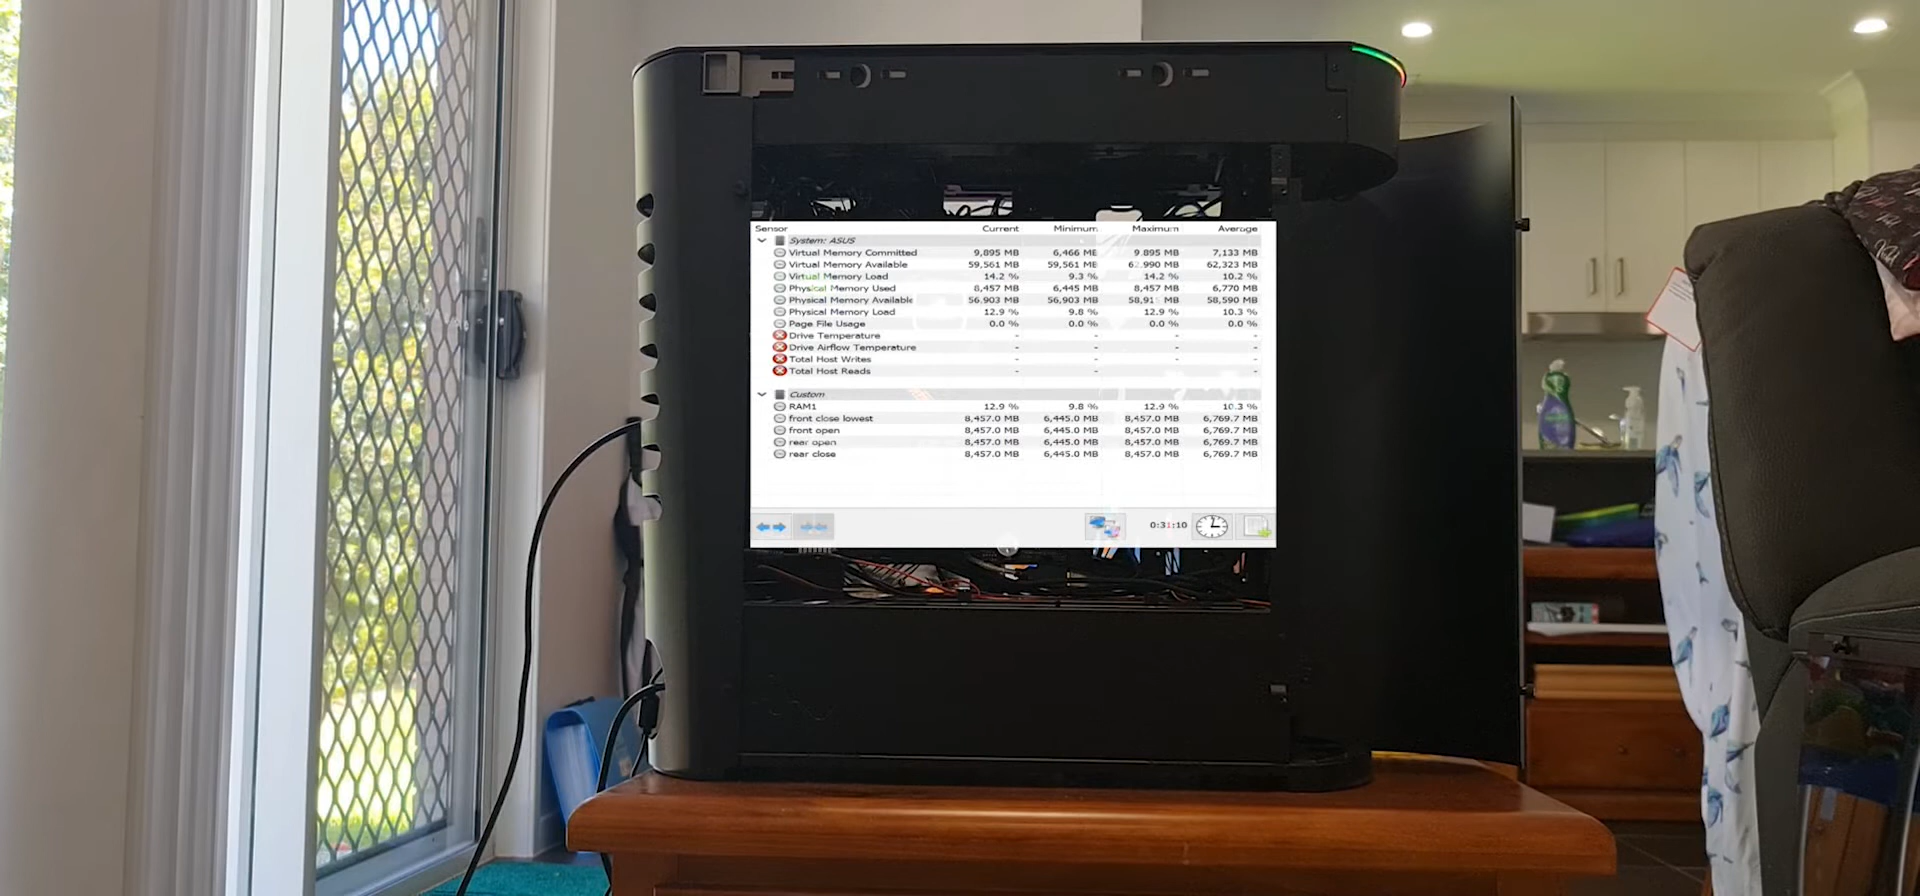 Sensor Current Minimum Maximum Average
System: ASUS
Virtual Memory Committed 9,895 MB 6,466 MB 9,895 MB 7,133 MB
Virtual Memory Available 59,561 MB 59,561 MB 62,990 MB 62,323 MB
Virtual Memory Load 14.2 % 9.3 % 14.2 % 10.2 %
Physical Memory Used 8,457 MB 6,445 MB 8,457 MB 6,770 MB
Physical Memory Available 56,903 MB 56,903 MB 58,915 MB 58,590 MB
Physical Memory Load 12.9 % 9.8 % 12.9 % 10.3 %
Page File Usage 0.0 % 0.0 % 0.0 % 0.0 %
Drive Temperature - - - -
Drive Airflow Temperature - - - -
Total Host Writes - - - -
Total Host Reads - - - -
Custom
RAM1 12.9 % 9.8 % 12.9 % 10.3 %
front close lowest 8,457.0 MB 6,445.0 MB 8,457.0 MB 6,769.7 MB
front open 8,457.0 MB 6,445.0 MB 8,457.0 MB 6,769.7 MB
rear open 8,457.0 MB 6,445.0 MB 8,457.0 MB 6,769.7 MB
rear close 8,457.0 MB 6,445.0 MB 8,457.0 MB 6,769.7 MB
0:31:10